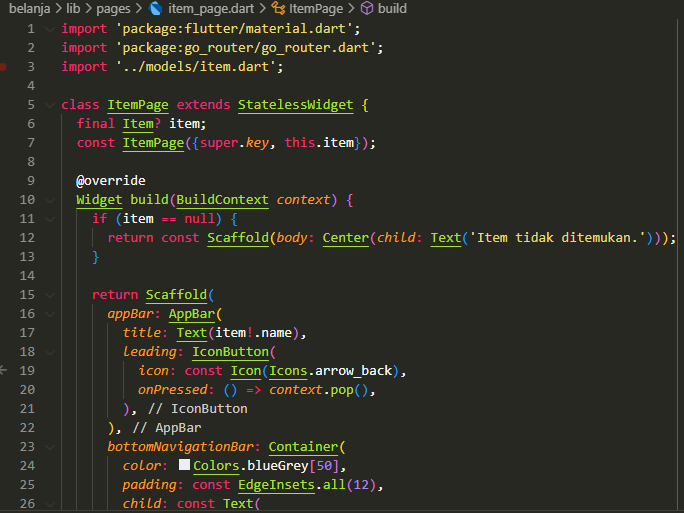 belanja > lib > pages > item_page.dart > ItemPage > build
1 import 'package:flutter/material.dart';
2 import 'package:go_router/go_router.dart';
3 import '../models/item.dart';
4
5 class ItemPage extends StatelessWidget {
6 final Item? item;
7 const ItemPage({super.key, this.item});
8
9 @override
10 Widget build(BuildContext context) {
11 if (item == null) {
12 return const Scaffold(body: Center(child: Text('Item tidak ditemukan.')));
13 }
14
15 return Scaffold(
16 appBar: AppBar(
17 title: Text(item!.name),
18 leading: IconButton(
19 icon: const Icon(Icons.arrow_back),
20 onPressed: () => context.pop(),
21 ), // IconButton
22 ), // AppBar
23 bottomNavigationBar: Container(
24 color: Colors.blueGrey[50],
25 padding: const EdgeInsets.all(12),
26 child: const Text(